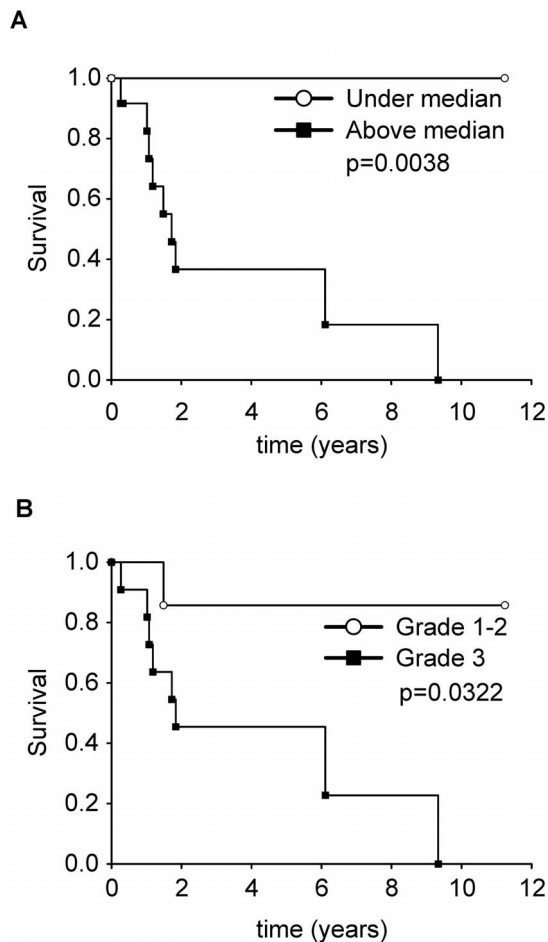 A
1.0
0.8
0.6
0.4
0.2
0.0
Survival
Under median
Above median
p=0.0038
0 2 4 6 8 10 12
time (years)
B
1.0
0.8
0.6
0.4
0.2
0.0
Survival
Grade 1-2
Grade 3
p=0.0322
0 2 4 6 8 10 12
time (years)